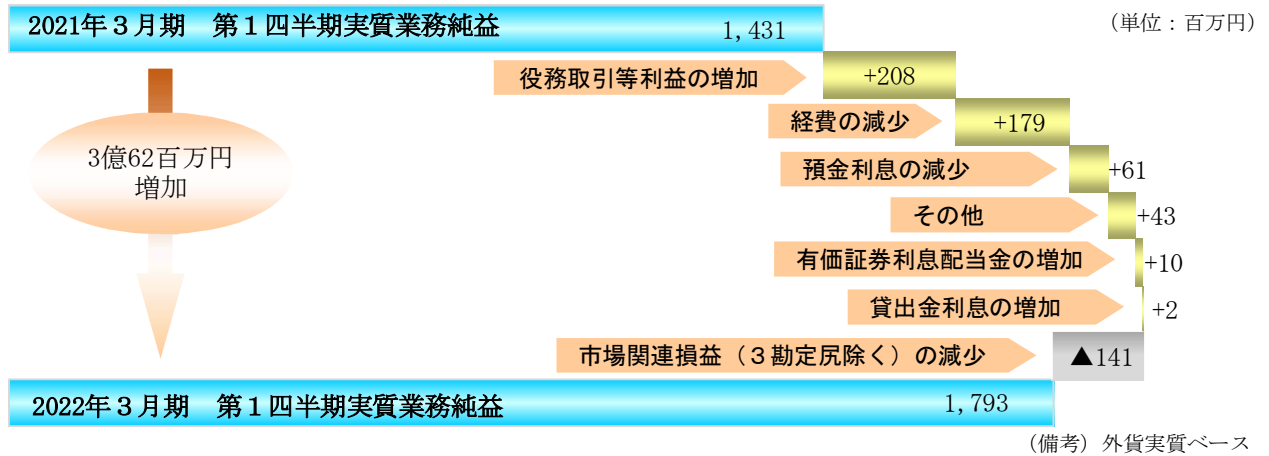 2021年３月期　第１四半期実質業務純益
1,431
（単位：百万円）
役務取引等利益の増加
+208
経費の減少
+179
3億62百万円
増加
預金利息の減少
+61
その他
+43
有価証券利息配当金の増加
+10
貸出金利息の増加
+2
市場関連損益（３勘定尻除く）の減少
▲141
2022年３月期　第１四半期実質業務純益
1,793
（備考）外貨実質ベース